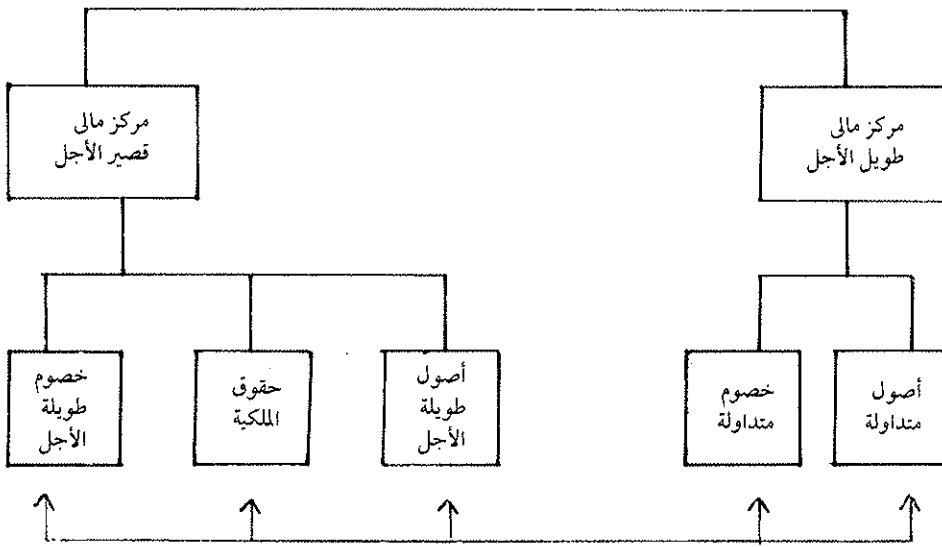 مركز مالى
طويل الأجل
مركز مالى
قصير الأجل
أصول
متداولة
خصوم
متداولة
أصول
طويلة
الأجل
حقوق
الملكية
خصوم
طويلة
الأجل